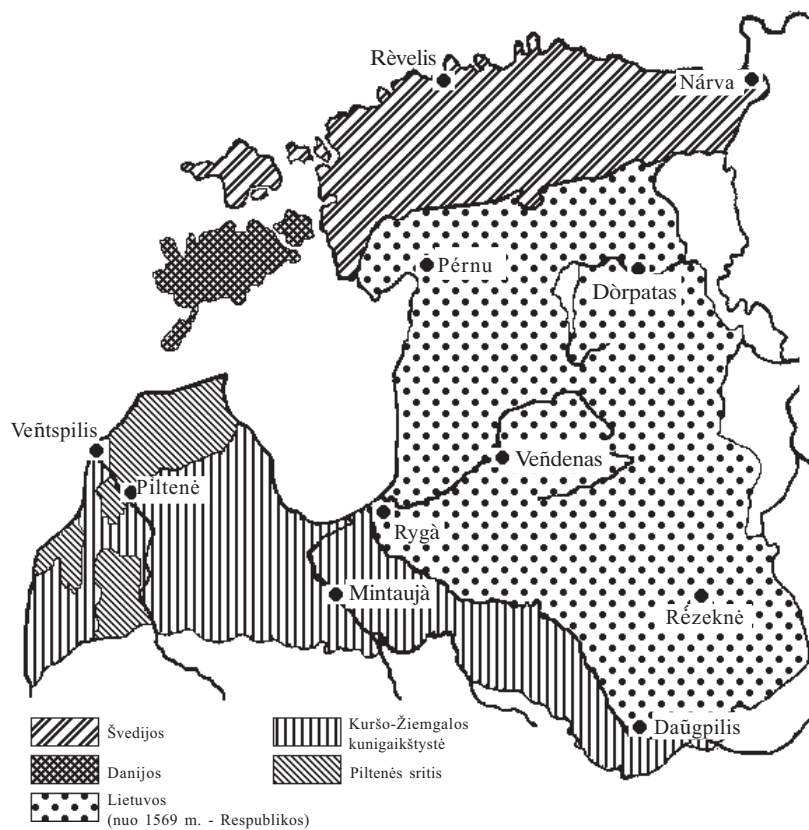 Rèvelis
Nárva
Pérnu
Dòrpatas
Veñtspilis
Piltenė
Veñdenas
Rygà
Mintaujà
Rė́zeknė
Daũgpilis
Švedijos
Danijos
Lietuvos
(nuo 1569 m. - Respublikos)
Kuršo-Žiemgalos
kunigaikštystė
Piltenės sritis